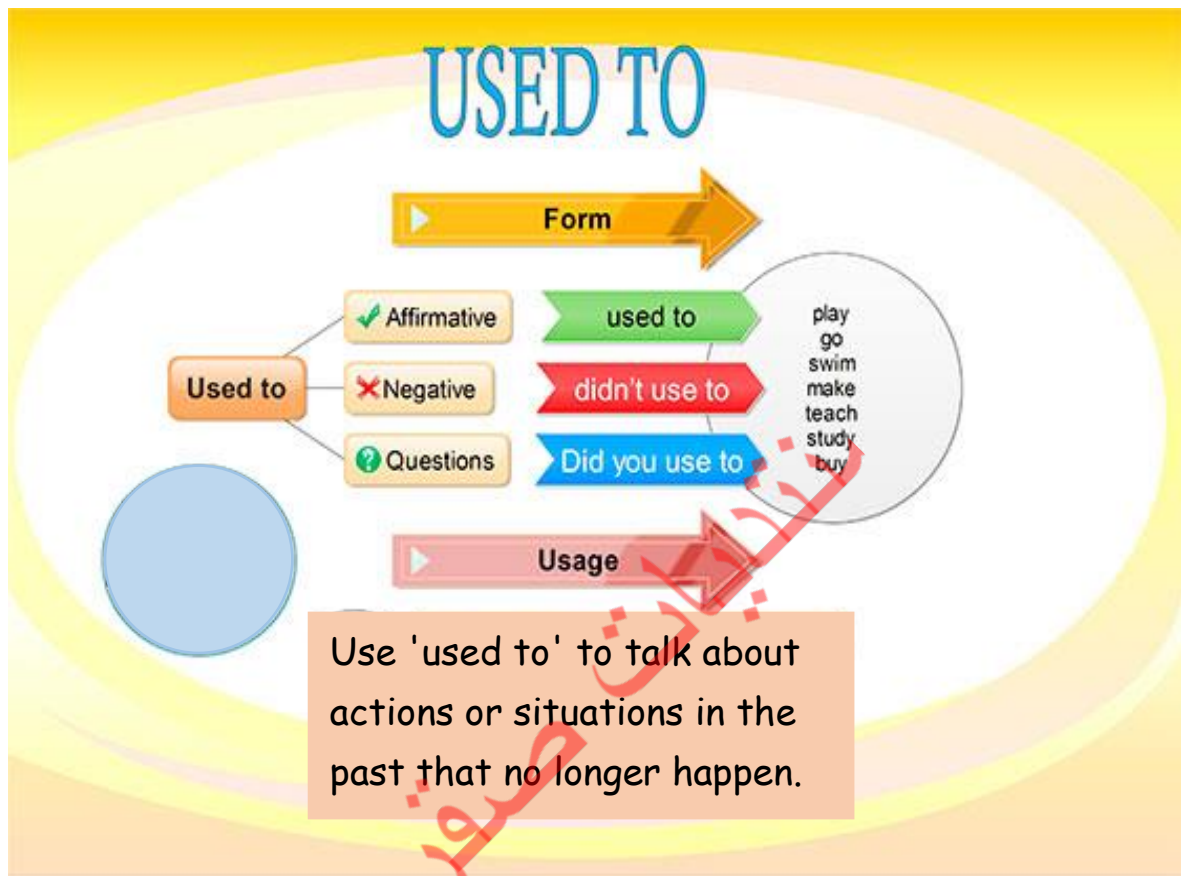 USED TO
Form
Used to
Affirmative
used to
Negative
didn't use to
Questions
Did you use to
play
go
swim
make
teach
study
buy
Usage
Use 'used to' to talk about
actions or situations in the
past that no longer happen.